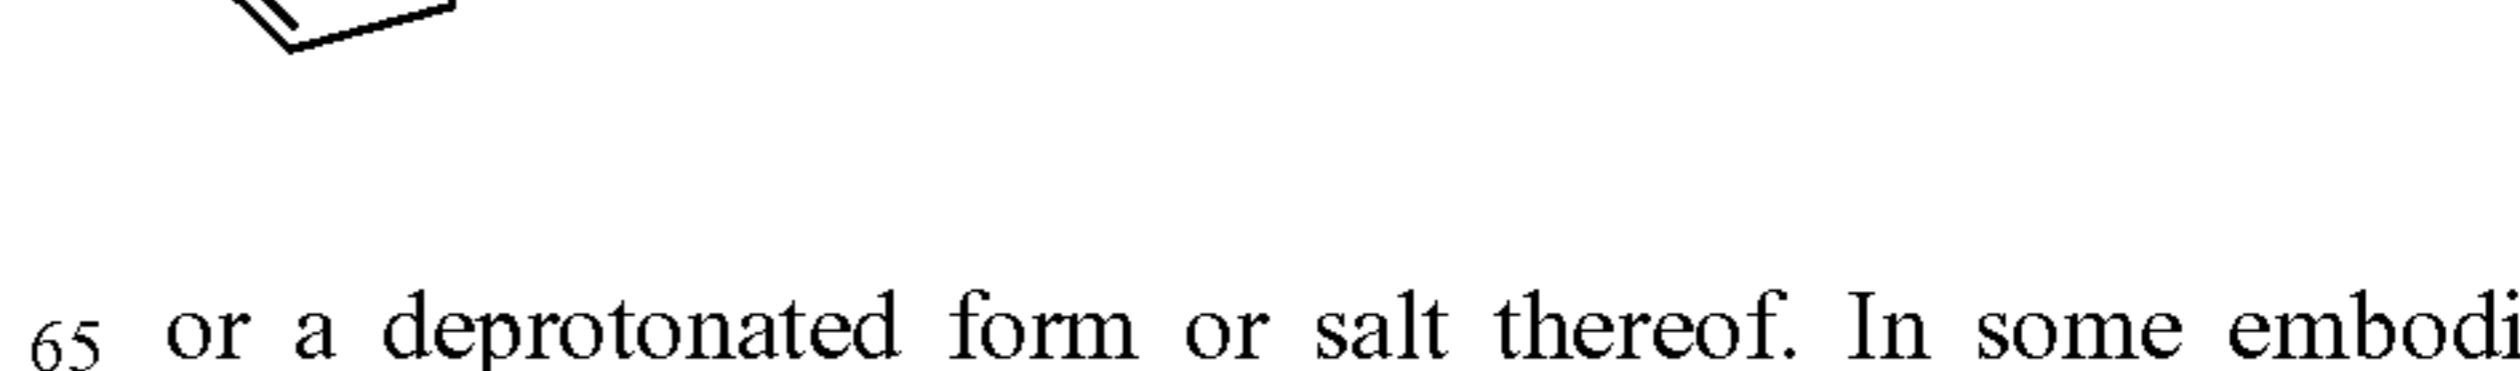 65 or a deprotonated form or salt thereof. In some embodi